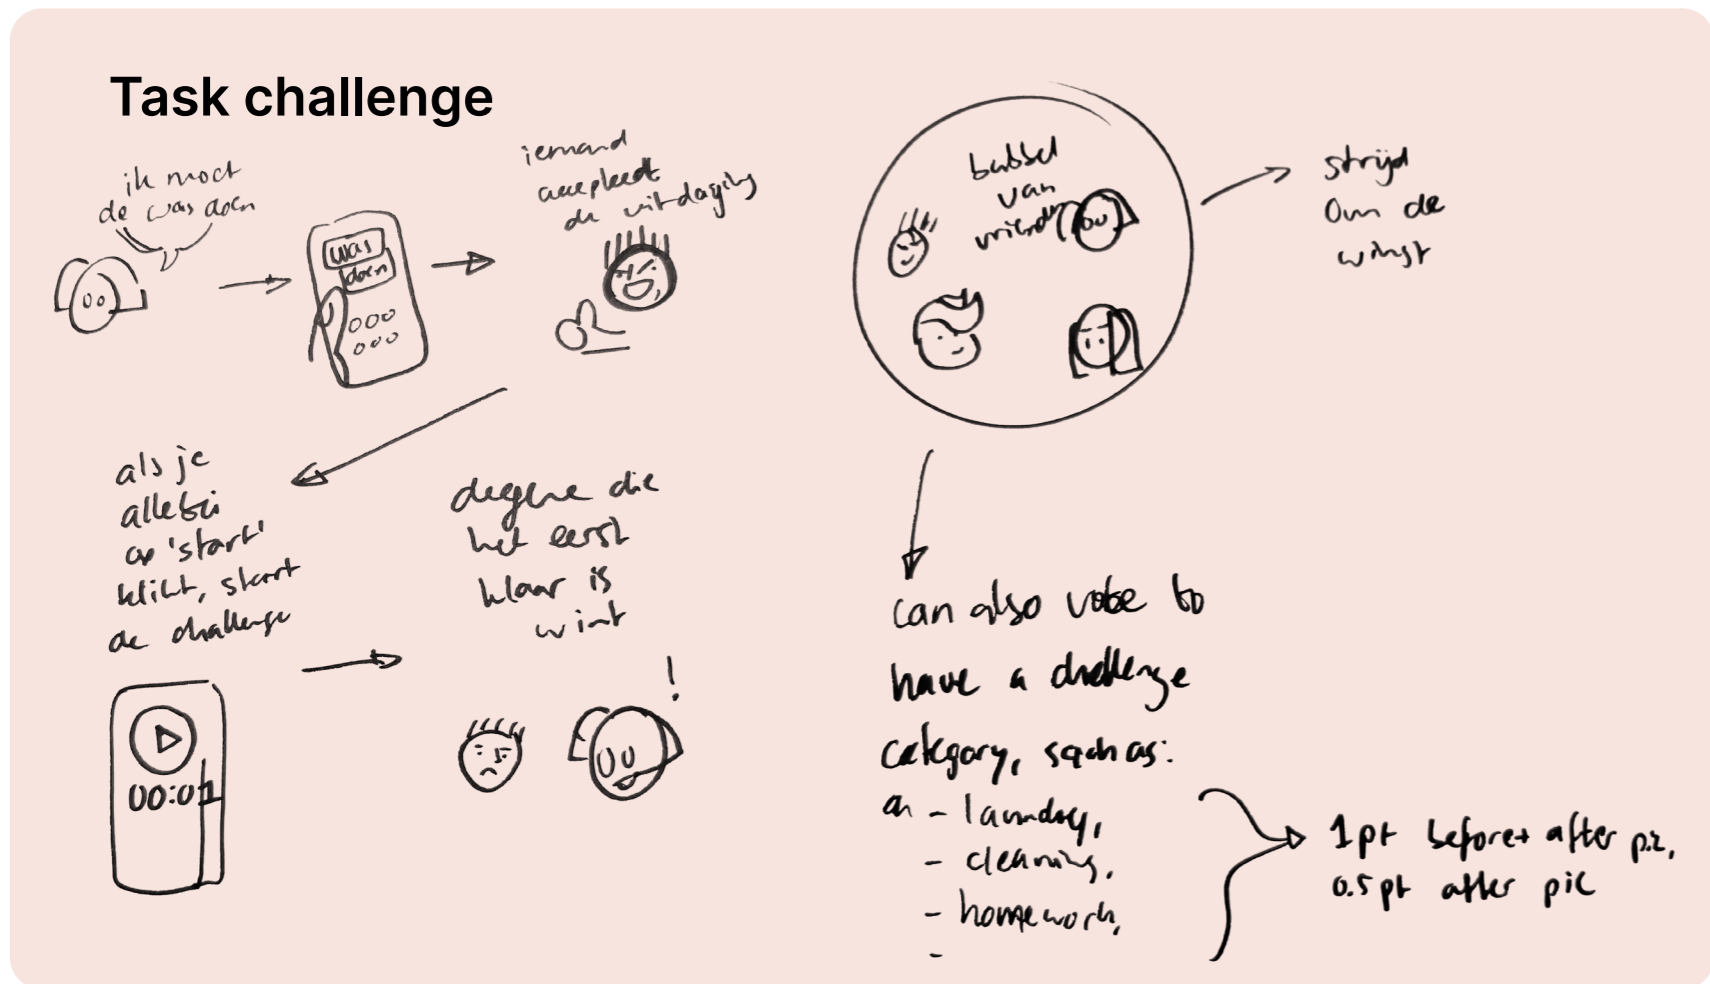 Task challenge
ik moet
de was doen
was
doen
iemand
accepteert
de uitdaging
als je
allebei
op 'start'
klikt, start
de challenge
00:01
degene die
het eerst
klaar is
wint
!
bubbel
van
vrienden
strijd
om de
winst
can also vote to
have a challenge
category, such as:
- laundry,
- cleaning,
- homework,
-
1pt before + after pic,
0.5pt after pic